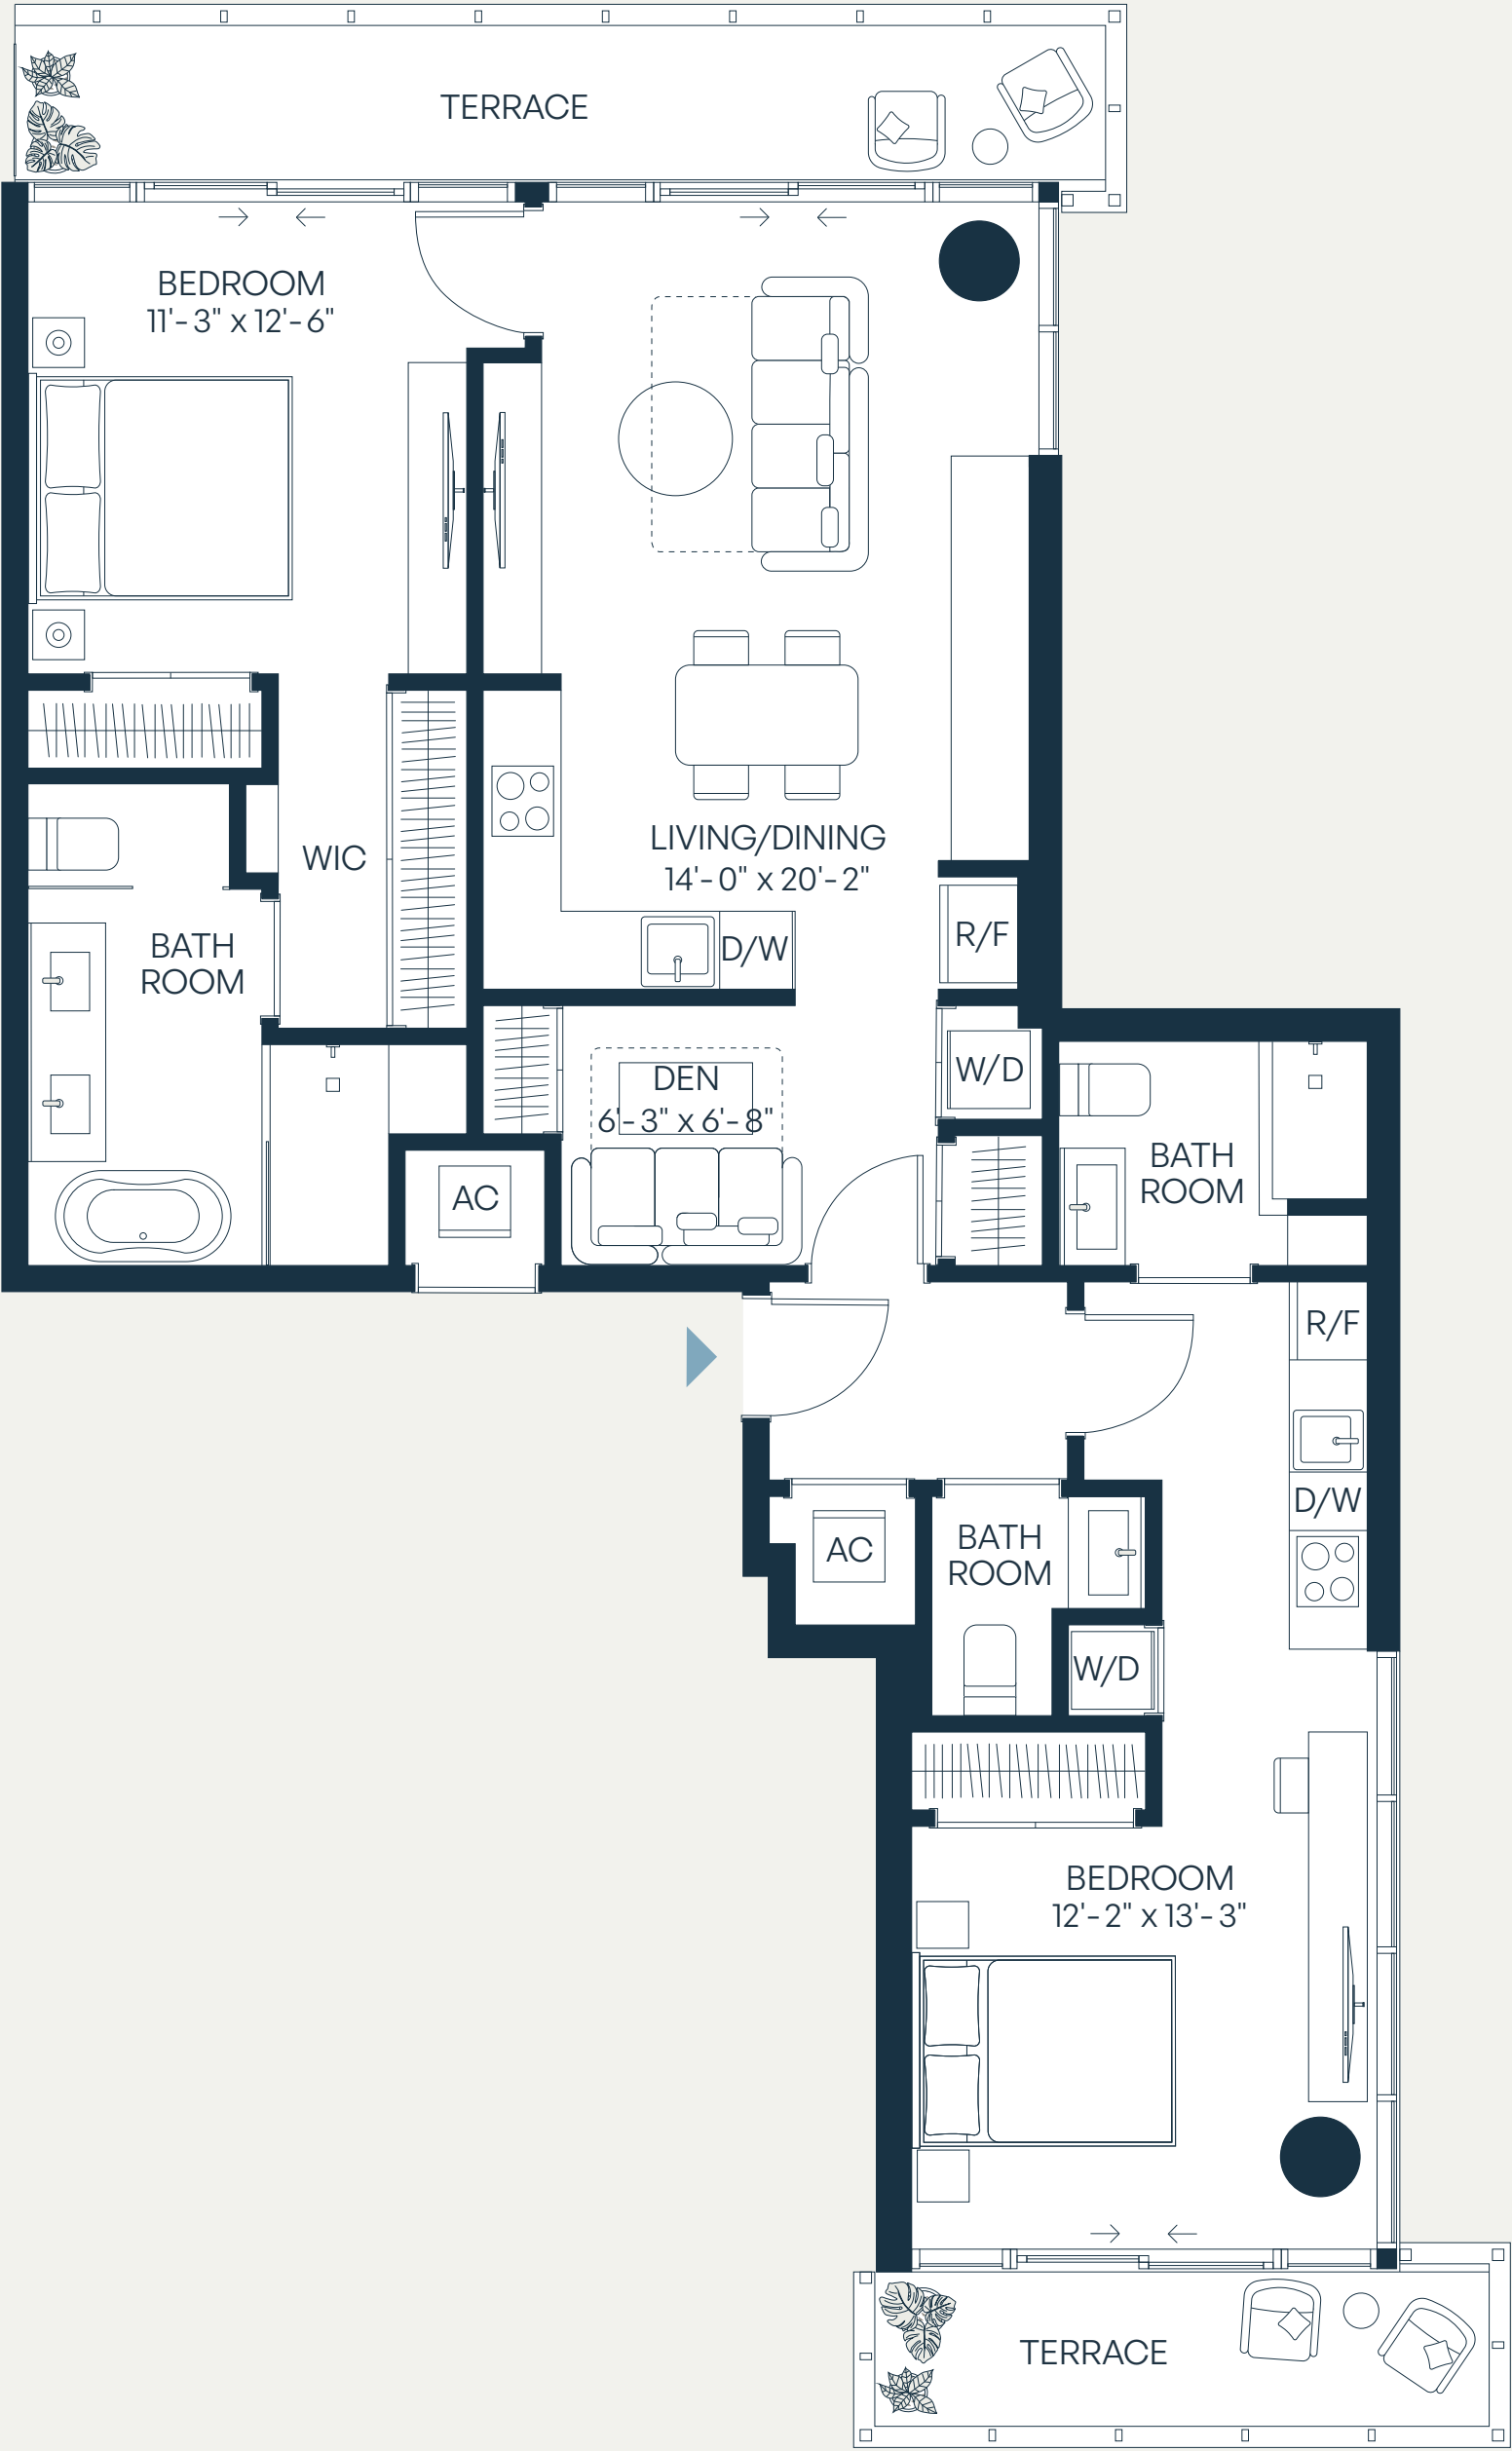 TERRACE
BEDROOM
11'-3" x 12'-6"
LIVING/DINING
14'-0" x 20'-2"
WIC
R/F
D/W
BATH
ROOM
DEN
6'-3" x 6'-8"
W/D
BATH
ROOM
AC
R/F
D/W
BATH
ROOM
AC
W/D
BEDROOM
12'-2" x 13'-3"
TERRACE